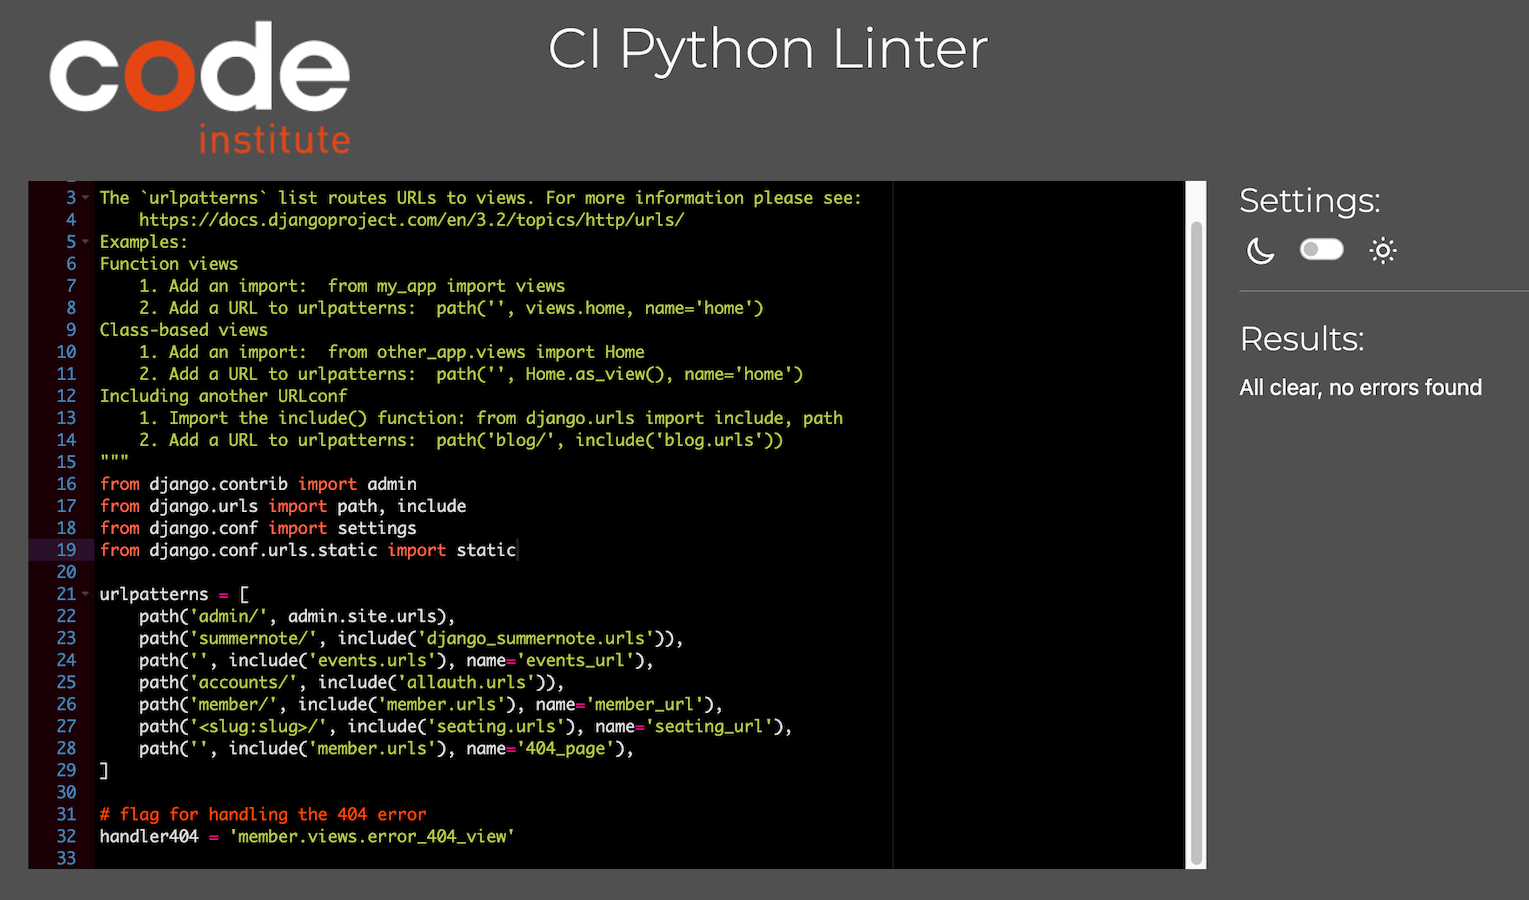 code
institute
CI Python Linter
3 The `urlpatterns` list routes URLs to views. For more information please see:
4     https://docs.djangoproject.com/en/3.2/topics/http/urls/
5 Examples:
6 Function views
7     1. Add an import:  from my_app import views
8     2. Add a URL to urlpatterns:  path('', views.home, name='home')
9 Class-based views
10     1. Add an import:  from other_app.views import Home
11     2. Add a URL to urlpatterns:  path('', Home.as_view(), name='home')
12 Including another URLconf
13     1. Import the include() function: from django.urls import include, path
14     2. Add a URL to urlpatterns:  path('blog/', include('blog.urls'))
15 """
16 from django.contrib import admin
17 from django.urls import path, include
18 from django.conf import settings
19 from django.conf.urls.static import static
20
21 urlpatterns = [
22     path('admin/', admin.site.urls),
23     path('summernote/', include('django_summernote.urls')),
24     path('', include('events.urls'), name='events_url'),
25     path('accounts/', include('allauth.urls')),
26     path('member/', include('member.urls'), name='member_url'),
27     path('<slug:slug>/', include('seating.urls'), name='seating_url'),
28     path('', include('member.urls'), name='404_page'),
29 ]
30
31 # flag for handling the 404 error
32 handler404 = 'member.views.error_404_view'
33
Settings:
Results:
All clear, no errors found